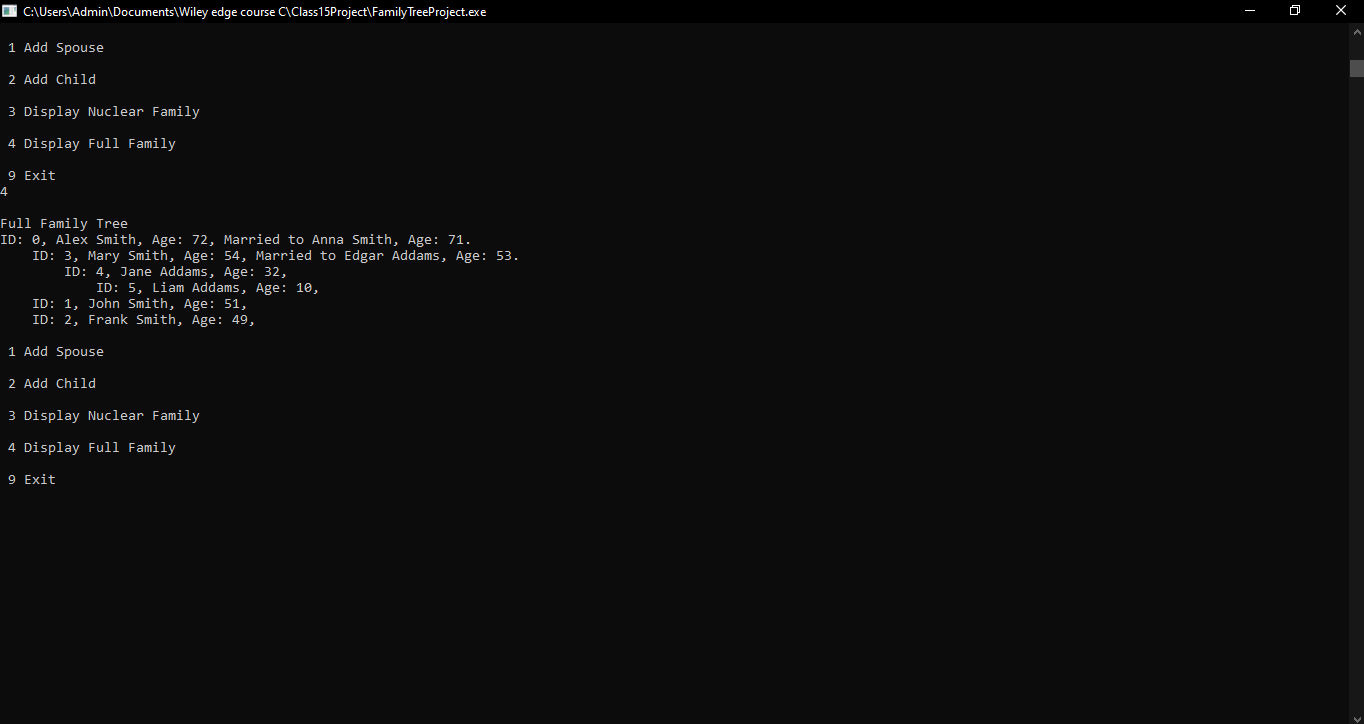 C:\Users\Admin\Documents\Wiley edge course C\Class15Project\FamilyTreeProject.exe
1 Add Spouse
2 Add Child
3 Display Nuclear Family
4 Display Full Family
9 Exit
4
Full Family Tree
ID: 0, Alex Smith, Age: 72, Married to Anna Smith, Age: 71.
ID: 3, Mary Smith, Age: 54, Married to Edgar Addams, Age: 53.
ID: 4, Jane Addams, Age: 32,
ID: 5, Liam Addams, Age: 10,
ID: 1, John Smith, Age: 51,
ID: 2, Frank Smith, Age: 49,
1 Add Spouse
2 Add Child
3 Display Nuclear Family
4 Display Full Family
9 Exit